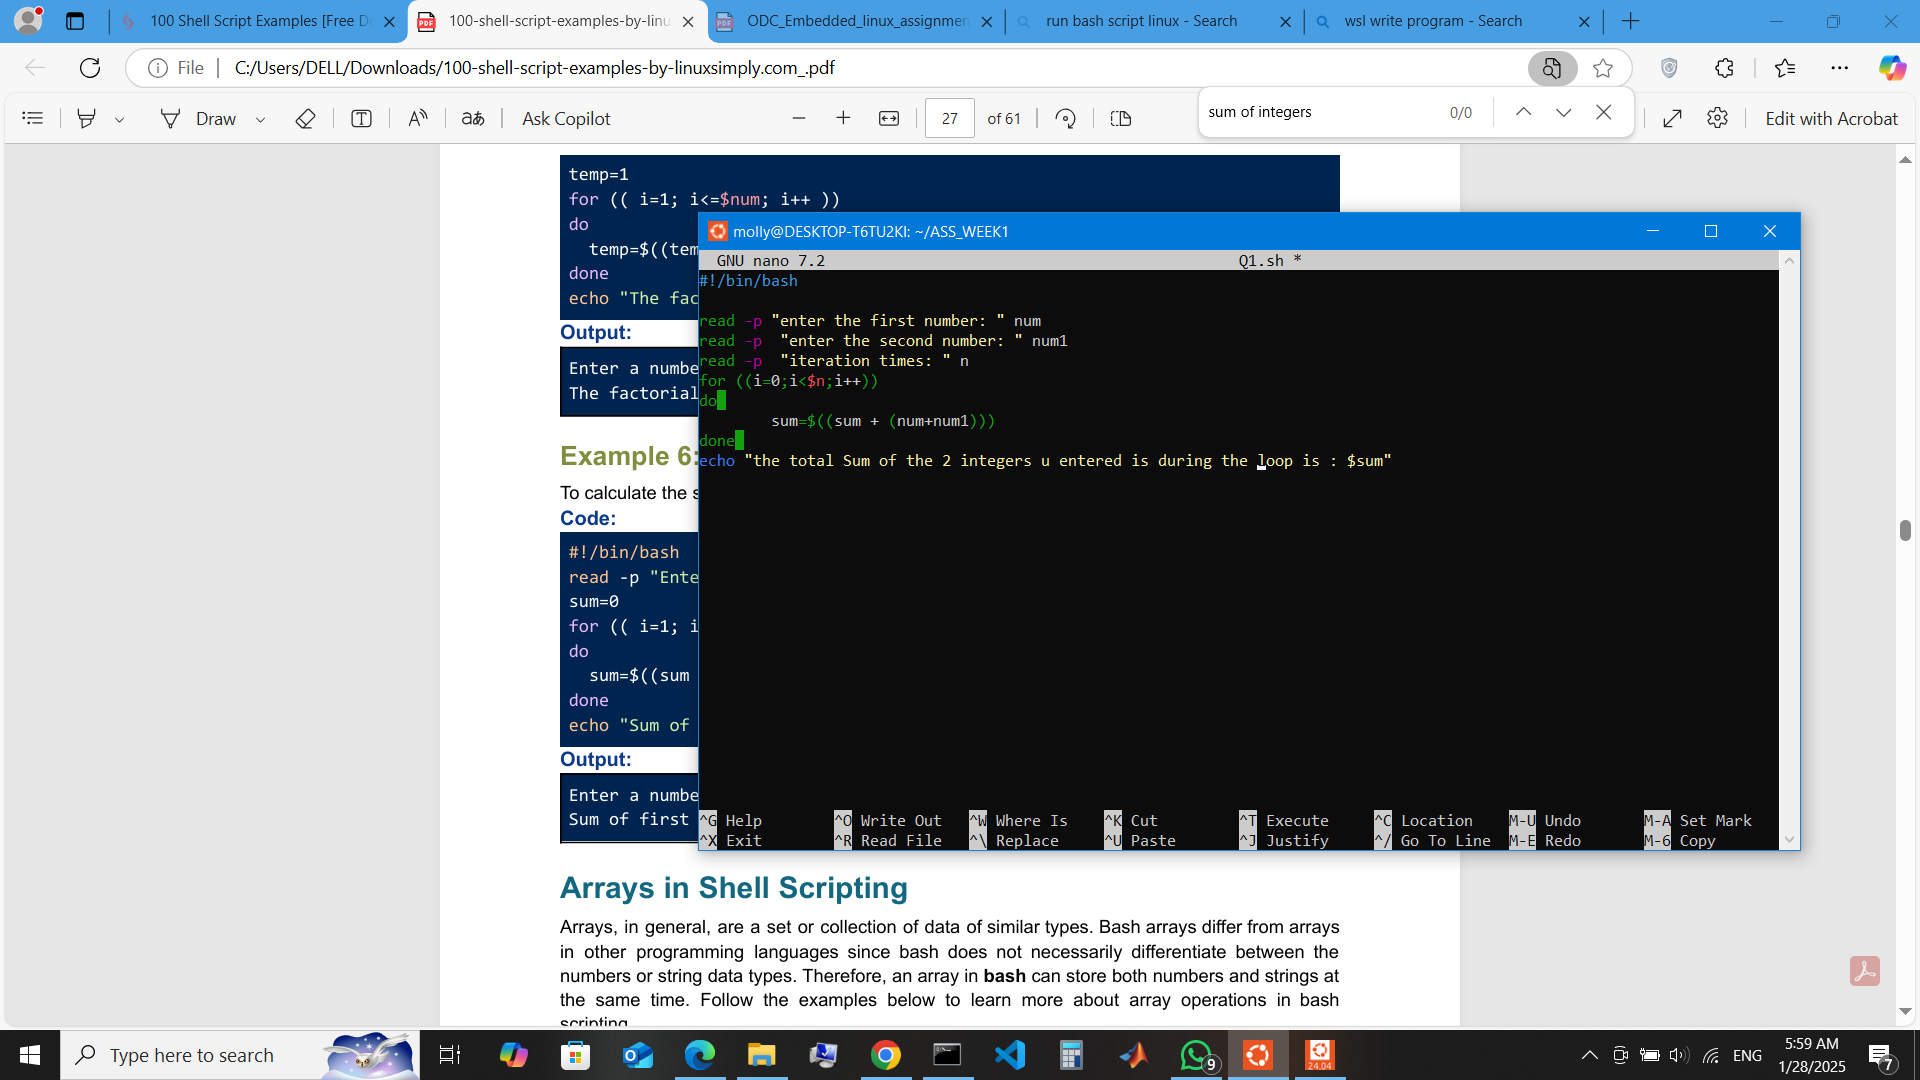 100 Shell Script Examples [Free Do
100-shell-script-examples-by-linu
ODC_Embedded_linux_assignmen
run bash script linux - Search
wsl write program - Search
File
C:/Users/DELL/Downloads/100-shell-script-examples-by-linuxsimply.com_.pdf
Draw
T
A
aあ
Ask Copilot
27
of 61
sum of integers
0/0
Edit with Acrobat
temp=1
for (( i=1; i<=$num; i++ ))
do
temp=$((tem
done
echo "The fac
Output:
Enter a numbe
The factorial
Example 6:
To calculate the s
Code:
#!/bin/bash
read -p "Ente
sum=0
for (( i=1; i
do
sum=$((sum
done
echo "Sum of
Output:
Enter a numbe
Sum of first
molly@DESKTOP-T6TU2KI: ~/ASS_WEEK1
GNU nano 7.2 Q1.sh *
#!/bin/bash
read -p "enter the first number: " num
read -p  "enter the second number: " num1
read -p  "iteration times: " n
for ((i=0;i<$n;i++))
do
sum=$((sum + (num+num1)))
done
echo "the total Sum of the 2 integers u entered is during the loop is : $sum"
^G Help ^O Write Out ^W Where Is ^K Cut ^T Execute ^C Location M-U Undo M-A Set Mark
^X Exit ^R Read File ^\ Replace ^U Paste ^J Justify ^/ Go To Line M-E Redo M-6 Copy
Arrays in Shell Scripting
Arrays, in general, are a set or collection of data of similar types. Bash arrays differ from arrays
in other programming languages since bash does not necessarily differentiate between the
numbers or string data types. Therefore, an array in bash can store both numbers and strings at
the same time. Follow the examples below to learn more about array operations in bash
scripting.
Type here to search
9
24.04
ENG
5:59 AM
1/28/2025
7